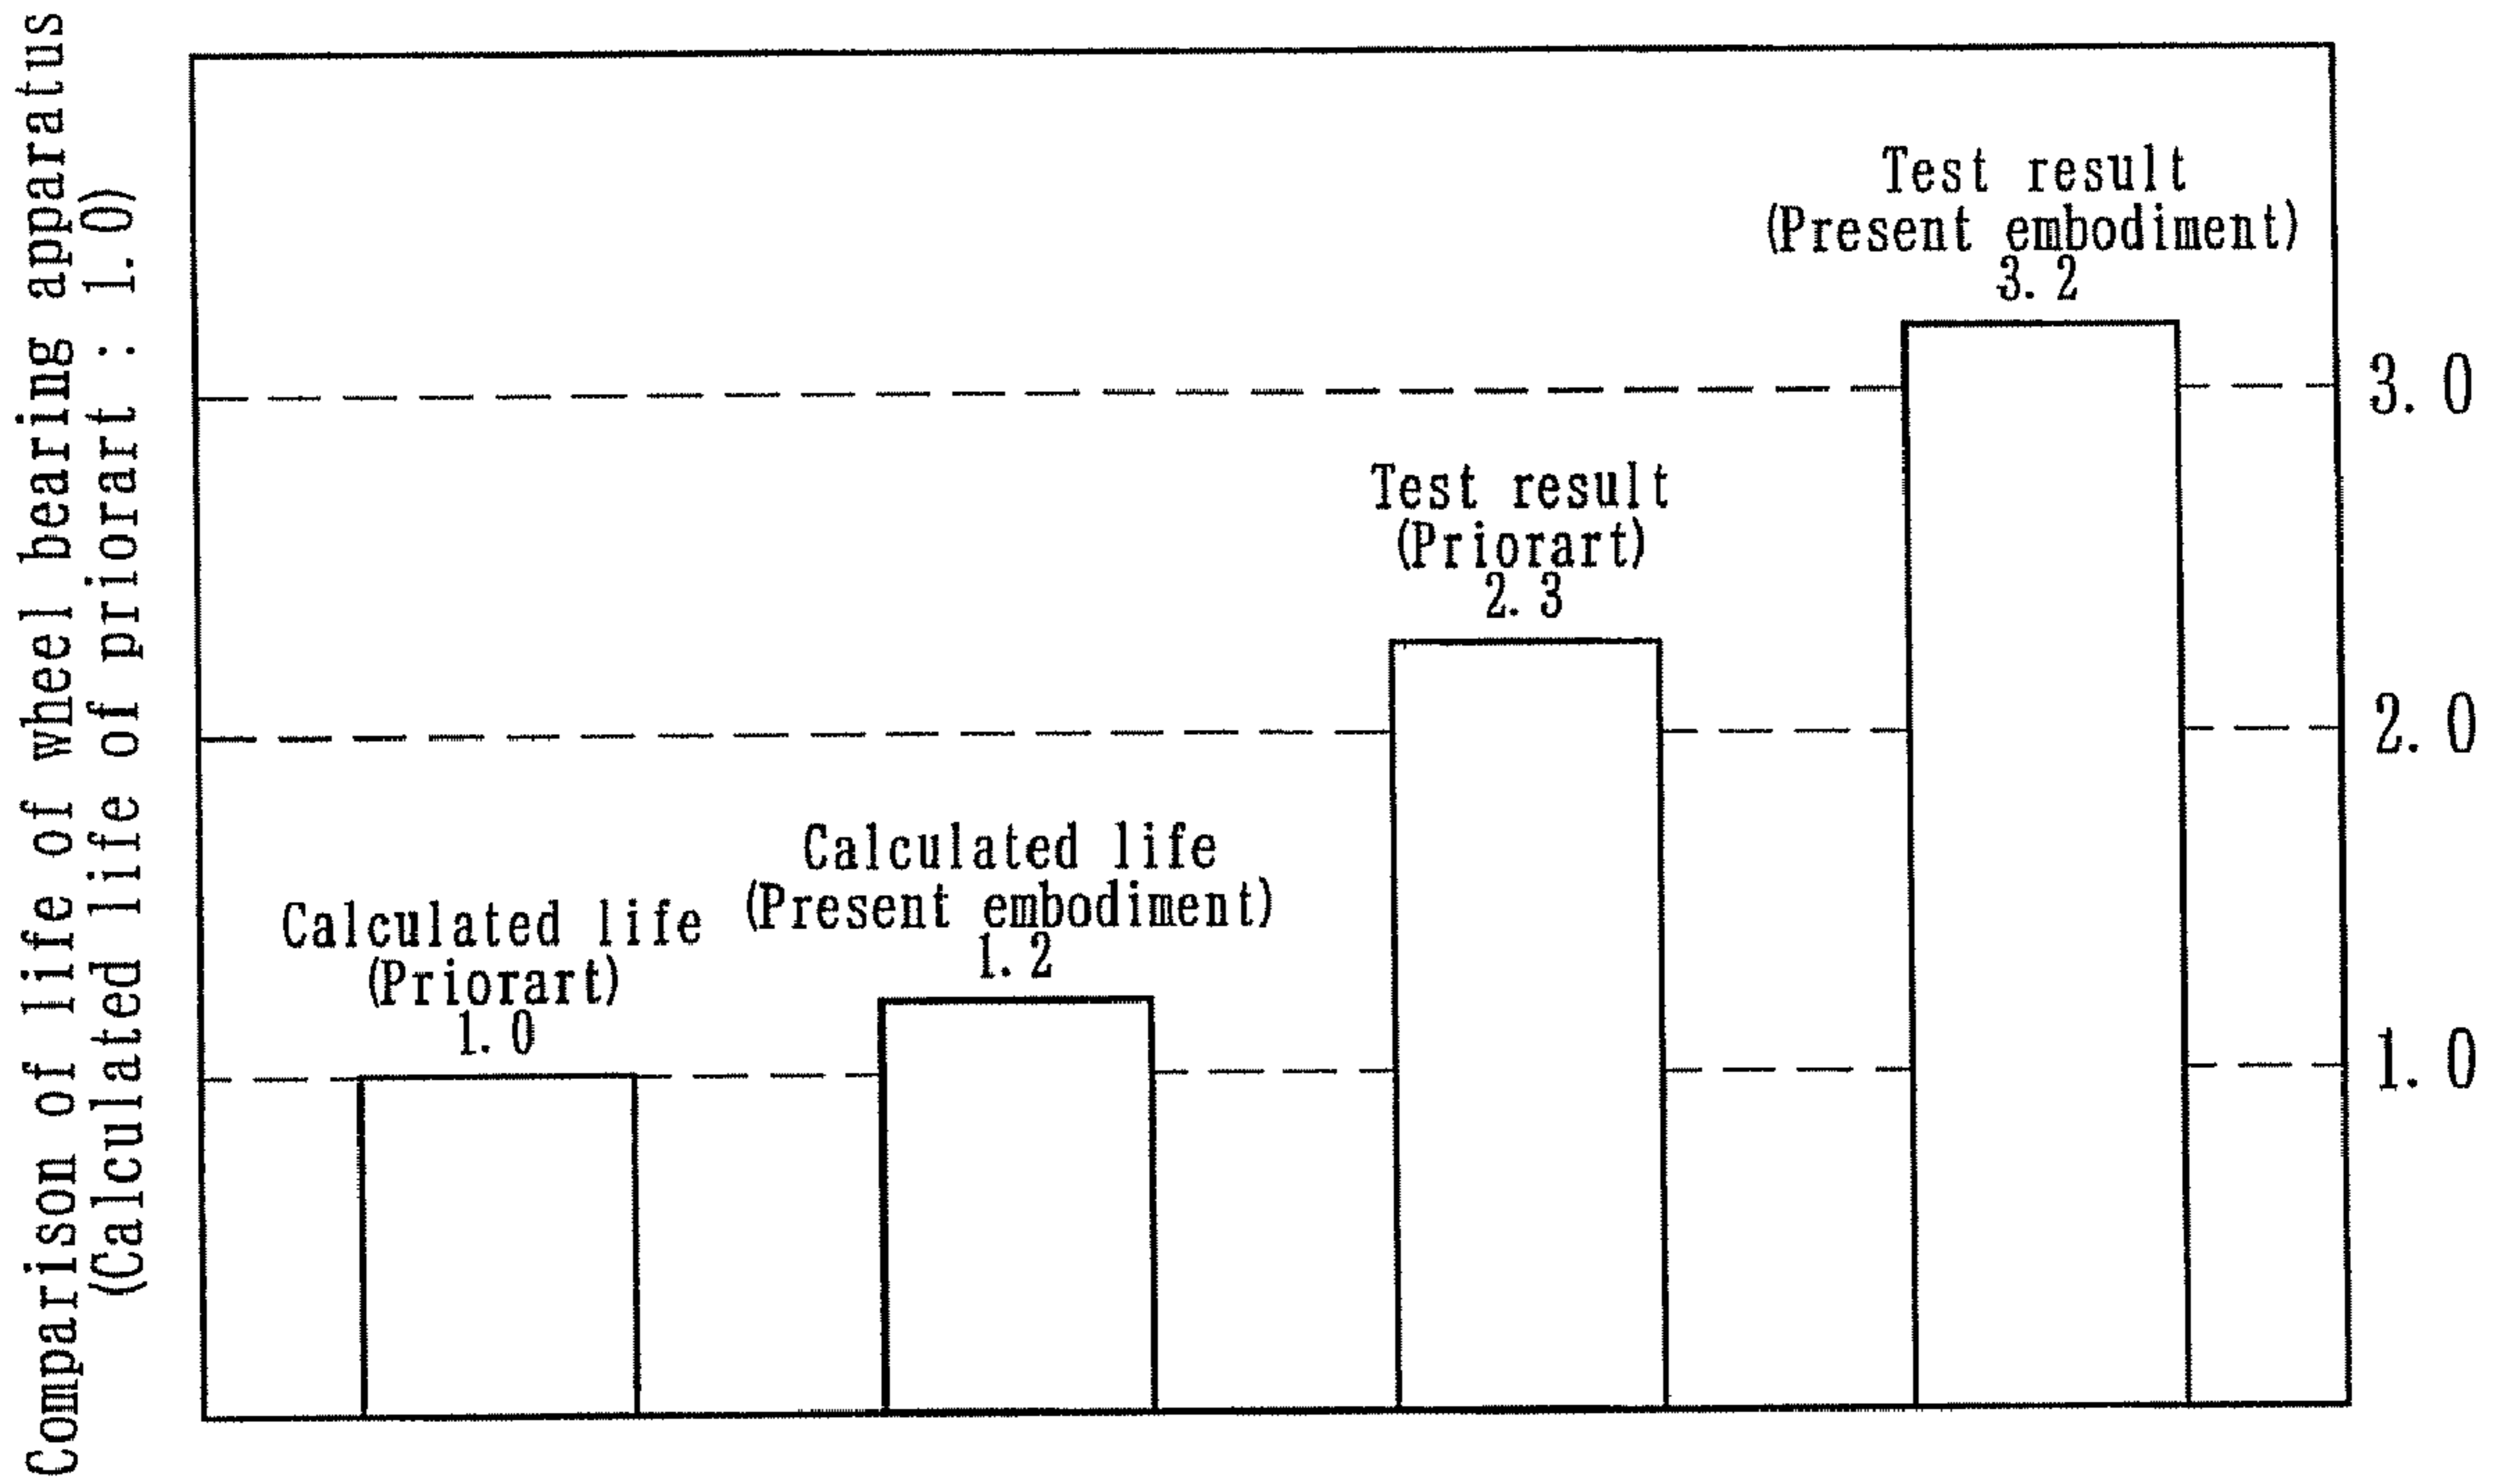 Comparison of life of wheel bearing apparatus
(Calculated life of priorart : 1.0)
Calculated life
(Priorart)
1.0
Calculated life
(Present embodiment)
1.2
Test result
(Priorart)
2.3
Test result
(Present embodiment)
3.2
3.0
2.0
1.0